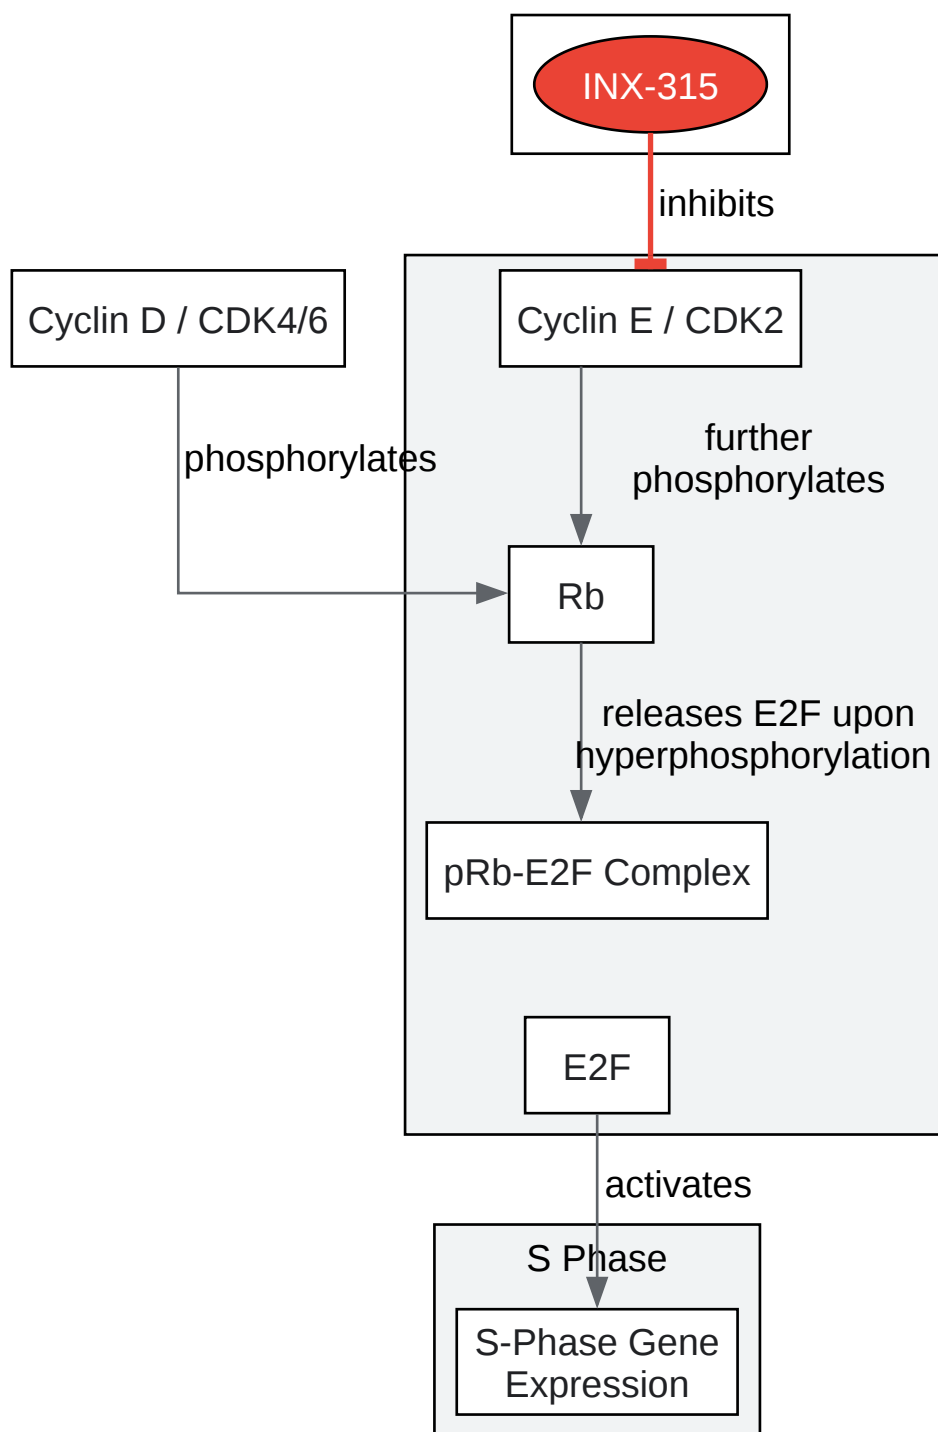 INX-315
inhibits
Cyclin D / CDK4/6
Cyclin E / CDK2
phosphorylates
further
phosphorylates
Rb
releases E2F upon
hyperphosphorylation
pRb-E2F Complex
E2F
activates
S Phase
S-Phase Gene
Expression